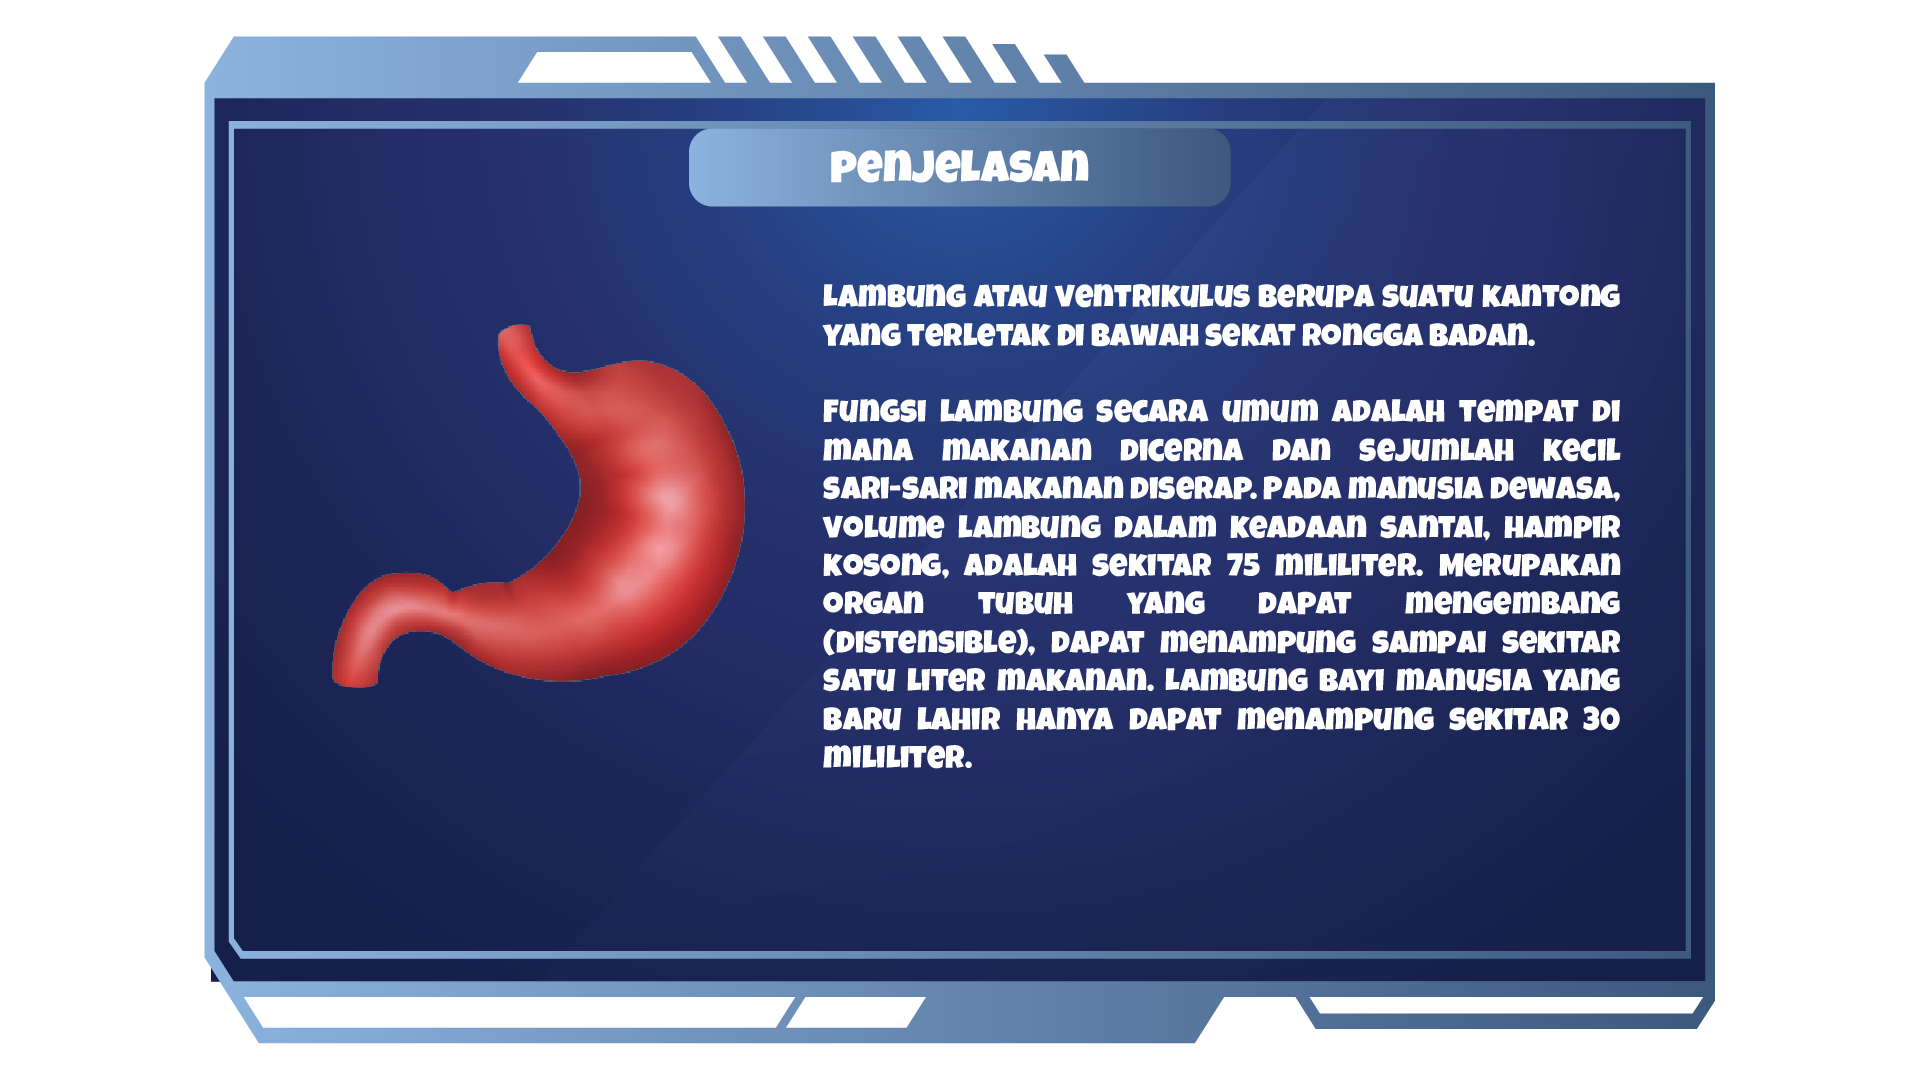 Penjelasan
Lambung atau ventrikulus berupa suatu kantong
yang terletak di bawah sekat rongga badan.
Fungsi lambung secara umum adalah tempat di
mana makanan dicerna dan sejumlah kecil
sari-sari makanan diserap. Pada manusia dewasa,
volume lambung dalam keadaan santai, hampir
kosong, adalah sekitar 75 mililiter. Merupakan
organ tubuh yang dapat mengembang
(distensible), dapat menampung sampai sekitar
satu liter makanan. Lambung bayi manusia yang
baru lahir hanya dapat menampung sekitar 30
mililiter.